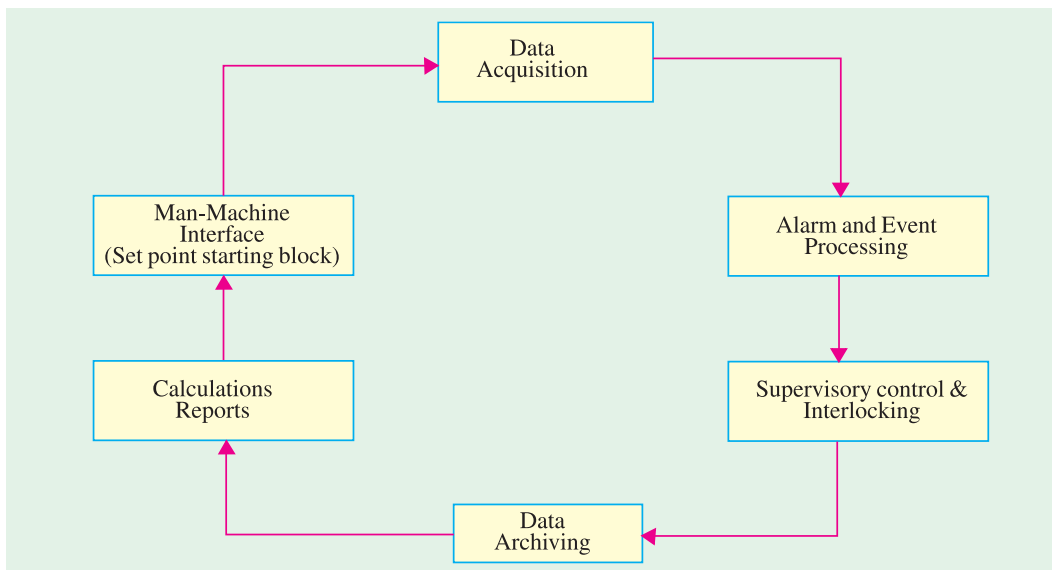 Data
Acquisition
Man-Machine
Interface
(Set point starting block)
Alarm and Event
Processing
Calculations
Reports
Supervisory control &
Interlocking
Data
Archiving